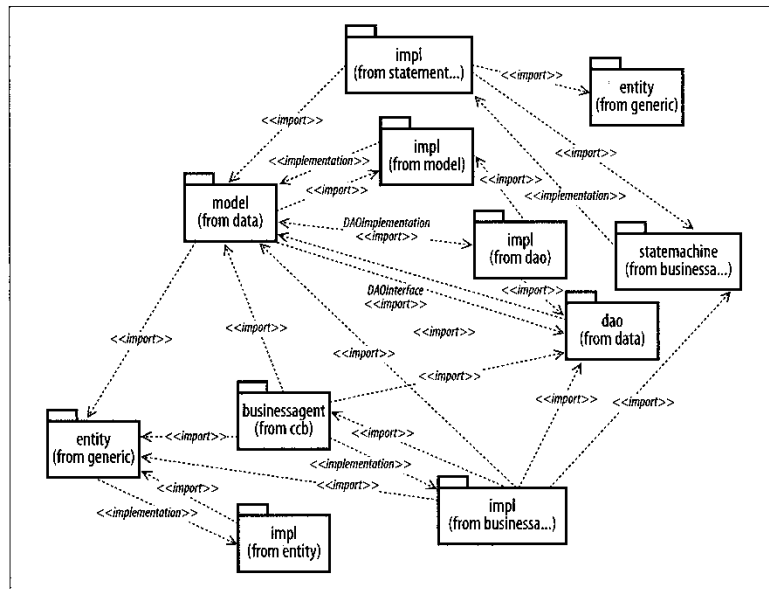 impl
(from statement...)
<<import>>
entity
(from generic)
<<import>>
impl
(from model)
<<implementation>>
<<import>>
<<import>>
<<import>>
<<implementation>>
model
(from data)
<<import>>
DAOImplementation
<<import>>
impl
(from dao)
statemachine
(from businessa...)
DAOInterface
<<import>>
<<import>>
dao
(from data)
<<import>>
<<import>>
<<import>>
<<import>>
<<import>>
businessagent
(from ccb)
<<import>>
entity
(from generic)
<<import>>
<<implementation>>
<<import>>
<<import>>
<<implementation>>
impl
(from entity)
impl
(from businessa...)